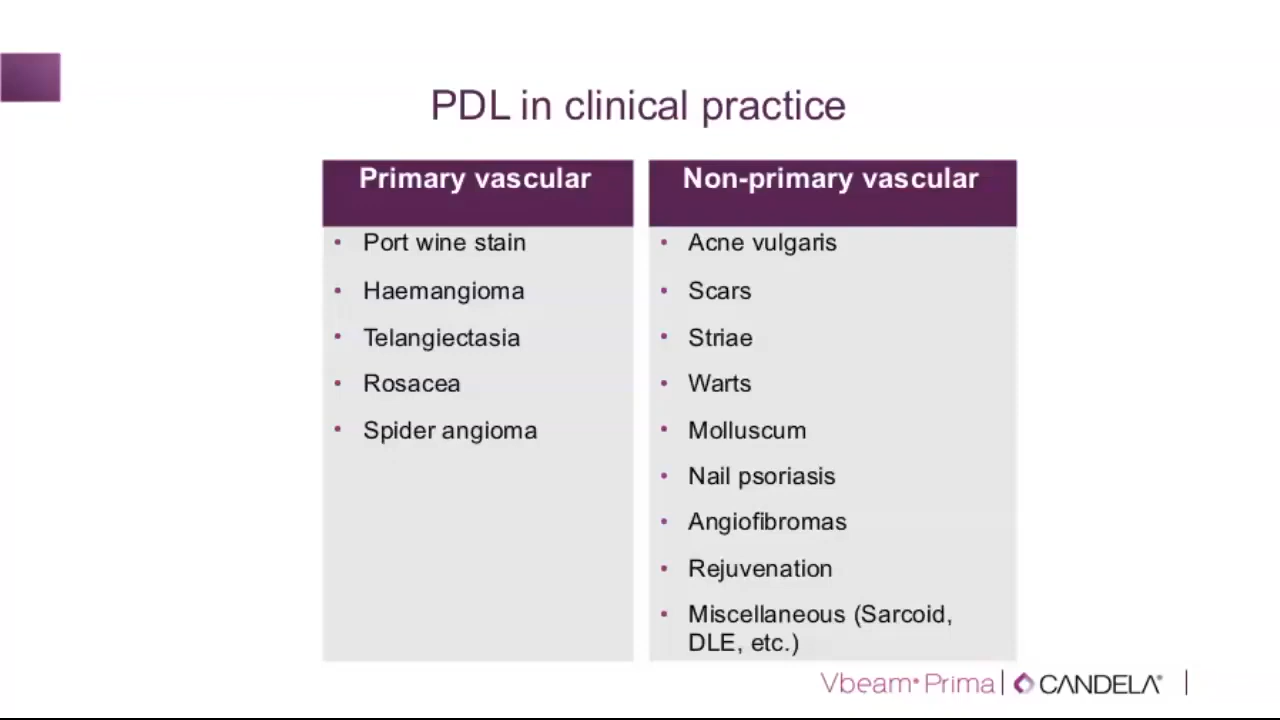 PDL in clinical practice
Primary vascular
• Port wine stain
• Haemangioma
• Telangiectasia
• Rosacea
• Spider angioma
Non-primary vascular
• Acne vulgaris
• Scars
• Striae
• Warts
• Molluscum
• Nail psoriasis
• Angiofibromas
• Rejuvenation
• Miscellaneous (Sarcoid,
DLE, etc.)
Vbeam® Prima | CANDELA® |